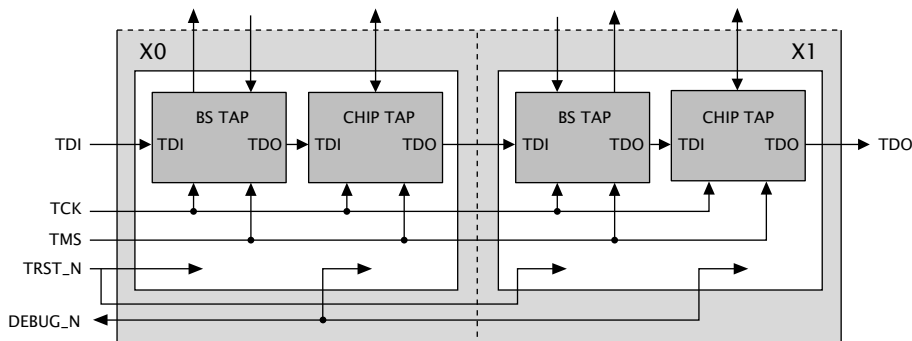 X0 X1
BS TAP CHIP TAP BS TAP CHIP TAP
TDI TDI TDO TDI TDO TDI TDO TDI TDO TDO
TCK
TMS
TRST_N
DEBUG_N